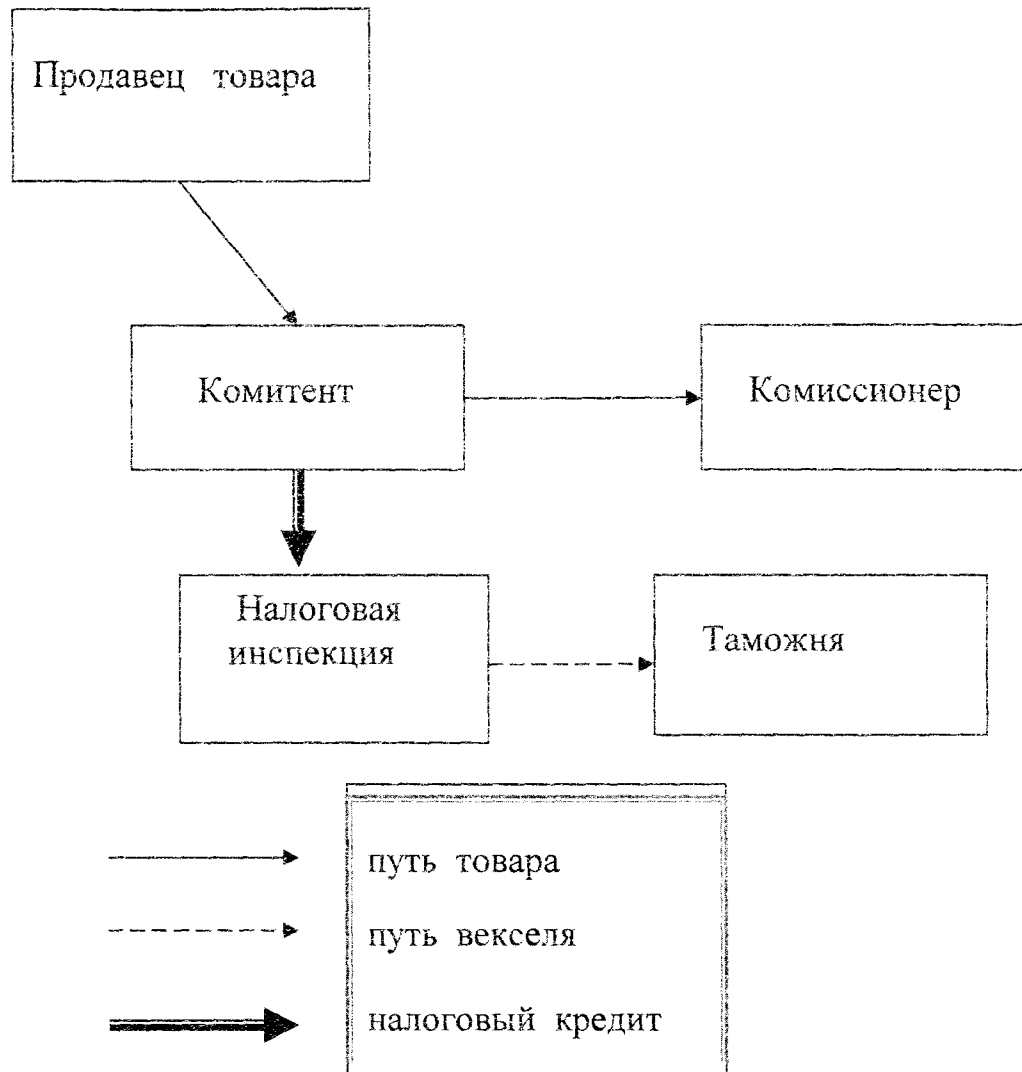 Продавец товара
Комитент
Комиссионер
Налоговая
инспекция
Таможня
путь товара
путь векселя
налоговый кредит